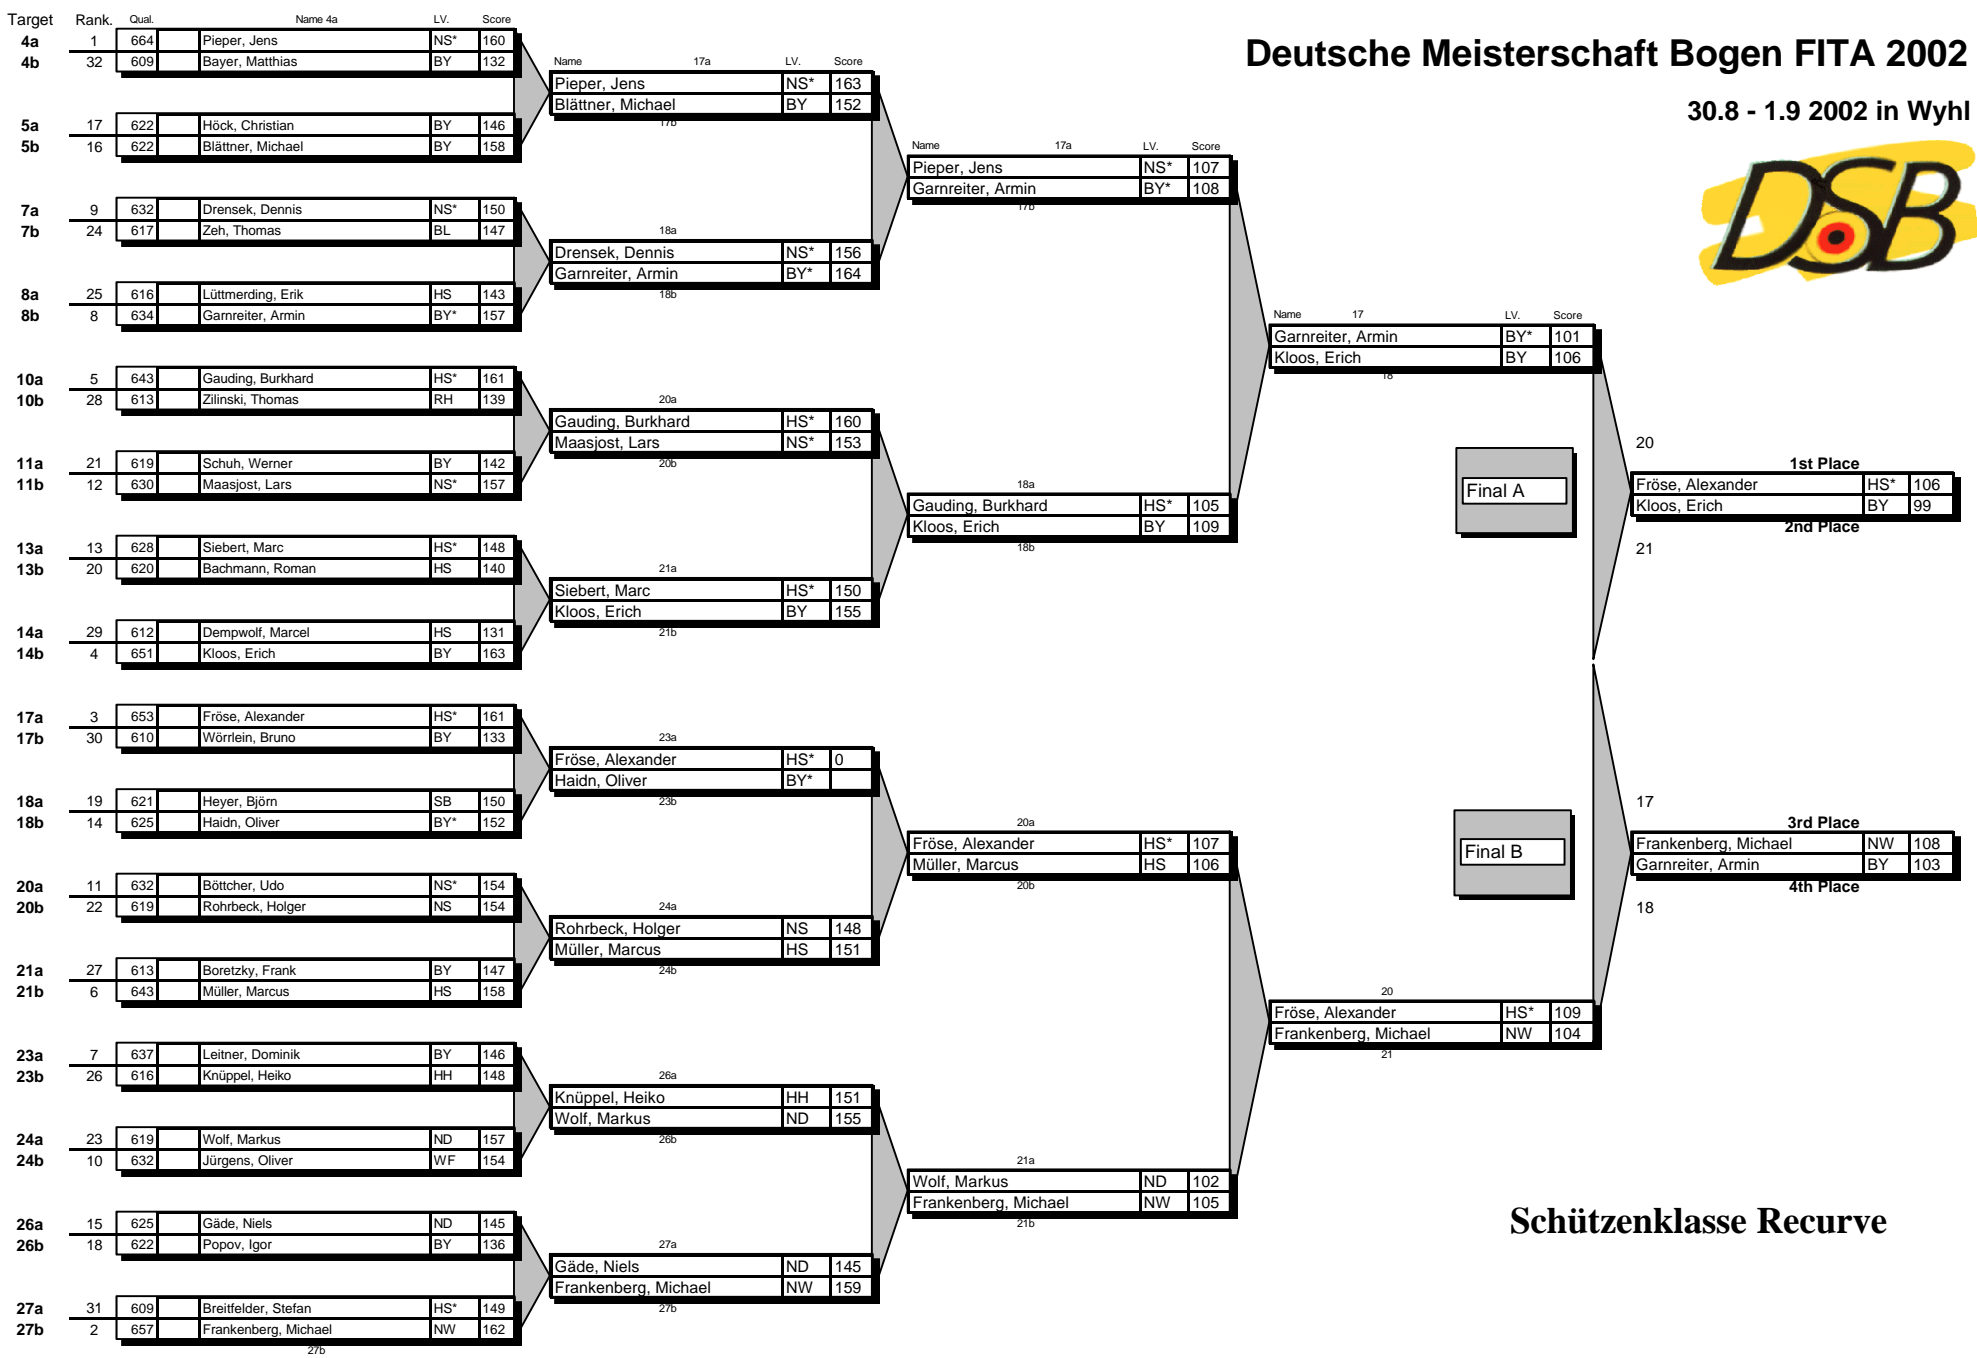 Deutsche Meisterschaft Bogen FITA 2002
30.8 - 1.9 2002 in Wyhl
DSB
Target Rank. Qual. Name 4a LV. Score
4a 1 664 Pieper, Jens NS* 160
4b 32 609 Bayer, Matthias BY 132
5a 17 622 Höck, Christian BY 146
5b 16 622 Blättner, Michael BY 158
7a 9 632 Drensek, Dennis NS* 150
7b 24 617 Zeh, Thomas BL 147
8a 25 616 Lüttmerding, Erik HS 143
8b 8 634 Garnreiter, Armin BY* 157
10a 5 643 Gauding, Burkhard HS* 161
10b 28 613 Zilinski, Thomas RH 139
11a 21 619 Schuh, Werner BY 142
11b 12 630 Maasjost, Lars NS* 157
13a 13 628 Siebert, Marc HS* 148
13b 20 620 Bachmann, Roman HS 140
14a 29 612 Dempwolf, Marcel HS 131
14b 4 651 Kloos, Erich BY 163
17a 3 653 Fröse, Alexander HS* 161
17b 30 610 Wörrlein, Bruno BY 133
18a 19 621 Heyer, Björn SB 150
18b 14 625 Haidn, Oliver BY* 152
20a 11 632 Böttcher, Udo NS* 154
20b 22 619 Rohrbeck, Holger NS 154
21a 27 613 Boretzky, Frank BY 147
21b 6 643 Müller, Marcus HS 158
23a 7 637 Leitner, Dominik BY 146
23b 26 616 Knüppel, Heiko HH 148
24a 23 619 Wolf, Markus ND 157
24b 10 632 Jürgens, Oliver WF 154
26a 15 625 Gäde, Niels ND 145
26b 18 622 Popov, Igor BY 136
27a 31 609 Breitfelder, Stefan HS* 149
27b 2 657 Frankenberg, Michael NW 162
27b
Name 17a LV. Score
Pieper, Jens NS* 163
Blättner, Michael BY 152
17b
18a
Drensek, Dennis NS* 156
Garnreiter, Armin BY* 164
18b
20a
Gauding, Burkhard HS* 160
Maasjost, Lars NS* 153
20b
21a
Siebert, Marc HS* 150
Kloos, Erich BY 155
21b
23a
Fröse, Alexander HS* 0
Haidn, Oliver BY*
23b
24a
Rohrbeck, Holger NS 148
Müller, Marcus HS 151
24b
26a
Knüppel, Heiko HH 151
Wolf, Markus ND 155
26b
27a
Gäde, Niels ND 145
Frankenberg, Michael NW 159
27b
Name 17a LV. Score
Pieper, Jens NS* 107
Garnreiter, Armin BY* 108
17b
18a
Gauding, Burkhard HS* 105
Kloos, Erich BY 109
18b
20a
Fröse, Alexander HS* 107
Müller, Marcus HS 106
20b
21a
Wolf, Markus ND 102
Frankenberg, Michael NW 105
21b
Name 17 LV. Score
Garnreiter, Armin BY* 101
Kloos, Erich BY 106
18
20
Fröse, Alexander HS* 109
Frankenberg, Michael NW 104
21
Final A
20
1st Place
Fröse, Alexander HS* 106
Kloos, Erich BY 99
2nd Place
21
Final B
17
3rd Place
Frankenberg, Michael NW 108
Garnreiter, Armin BY 103
4th Place
18
Schützenklasse Recurve